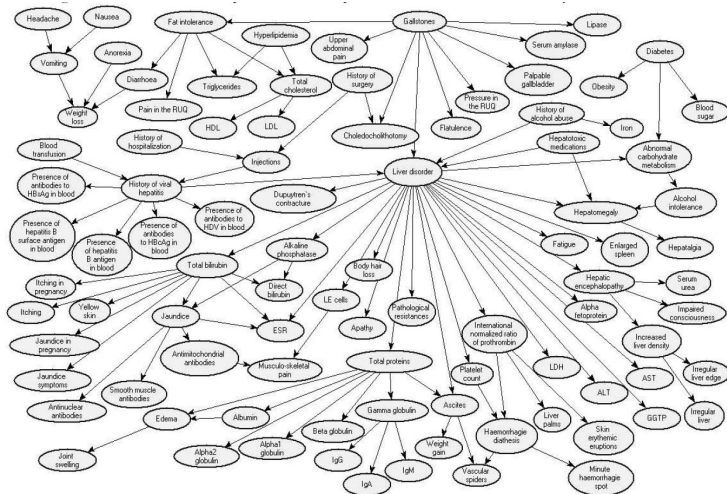 Headache
Nausea
Fat intolerance
Gallstones
Lipase
Anorexia
Hyperlipidemia
Upper
abdominal
pain
Serum amylase
Vomiting
Diabetes
Diarrhoea
Triglycerides
Total
cholesterol
History
of surgery
Palpable
gallbladder
Obesity
Weight
loss
Pain in the RUQ
Pressure in
the RUQ
Blood
sugar
HDL
LDL
Choledocholithotomy
Flatulence
History of
alcohol abuse
Iron
History of
hospitalization
Blood
transfusion
Injections
Hepatotoxic
medications
Abnormal
carbohydrate
metabolism
Liver disorder
Presence of
antibodies to
HBsAg in blood
History of viral
hepatitis
Dupuytren's
contracture
Alcohol
intolerance
Presence of
antibodies to
HDV in blood
Hepatomegaly
Presence of
hepatitis B
surface antigen
in blood
Presence
of hepatitis
B antigen
in blood
Presence of
antibodies to
HBcAg in
blood
Alkaline
phosphatase
Fatigue
Enlarged
spleen
Hepatalgia
Total bilirubin
Body hair
loss
Itching in
pregnancy
Direct
bilirubin
Hepatic
encephalopathy
Serum
urea
Itching
Yellow
skin
LE cells
Pathological
resistances
Alpha
fetoprotein
Impaired
consciousness
Jaundice
ESR
Apathy
International
normalized ratio
of prothrombin
Jaundice in
pregnancy
Increased
liver density
Antimitochondrial
antibodies
Musculo-skeletal
pain
Total proteins
Platelet
count
LDH
Irregular
liver edge
Jaundice
symptoms
Smooth muscle
antibodies
AST
ALT
Antinuclear
antibodies
Edema
Albumin
Gamma
globulin
Ascites
Liver
palms
GGTP
Irregular
liver
Beta globulin
Haemorrhagie
diathesis
Skin
erythemic
eruptions
Joint
swelling
Alpha2
globulin
Alpha1
globulin
Weight
gain
IgG
IgM
IgA
Vascular
spiders
Minute
haemorrhagie
spot